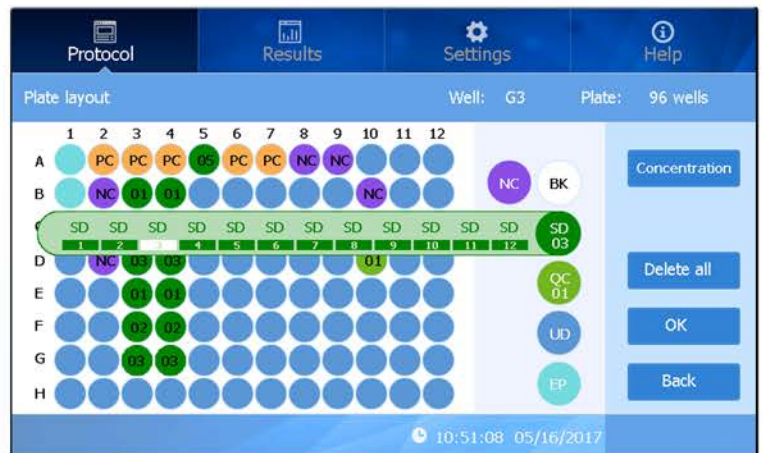 Protocol Results Settings Help
Plate layout Well: G3 Plate: 96 wells
1 2 3 4 5 6 7 8 9 10 11 12
A PC PC PC 05 PC PC NC NC
B NC 01 01 NC
NC BK
Concentration
SD SD SD SD SD SD SD SD SD SD SD SD SD
1 2 3 4 5 6 7 8 9 10 11 12 03
D NC 03 03 01
QC
01
Delete all
E 01 01
F 02 02
UD
OK
G 03 03
H
EP
Back
10:51:08 05/16/2017